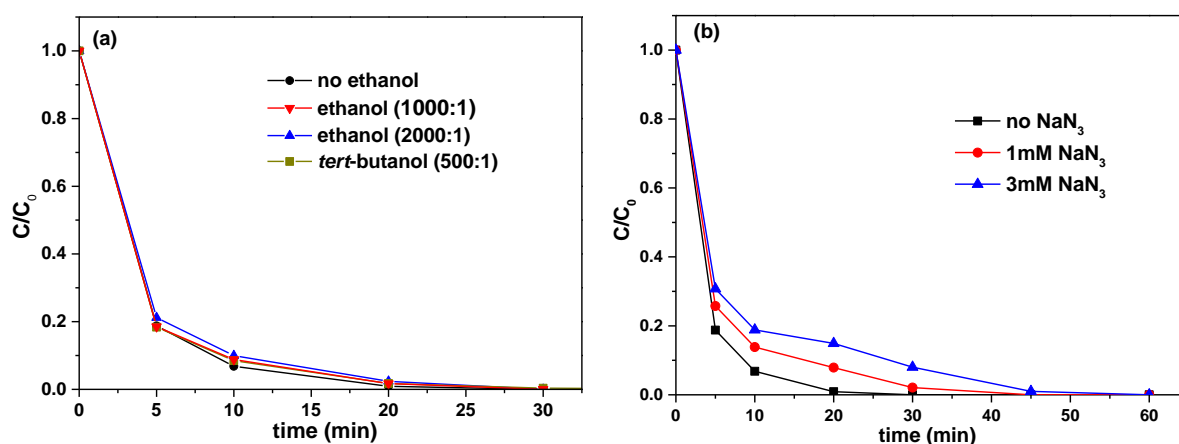 (a)
no ethanol
ethanol (1000:1)
ethanol (2000:1)
tert-butanol (500:1)
1.0
0.8
0.6
0.4
0.2
0.0
C/C₀
0 5 10 15 20 25 30
time (min)
(b)
no NaN₃
1mM NaN₃
3mM NaN₃
1.0
0.8
0.6
0.4
0.2
0.0
C/C₀
0 10 20 30 40 50 60
time (min)